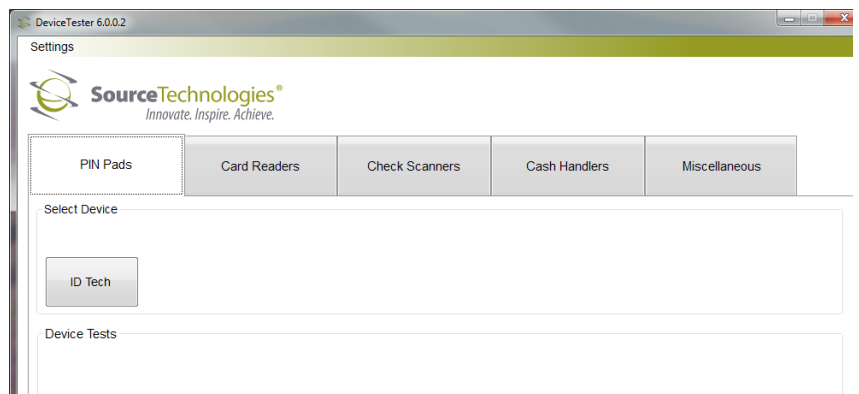 DeviceTester 6.0.0.2
Settings
SourceTechnologies®
Innovate. Inspire. Achieve.
PIN Pads Card Readers Check Scanners Cash Handlers Miscellaneous
Select Device
ID Tech
Device Tests